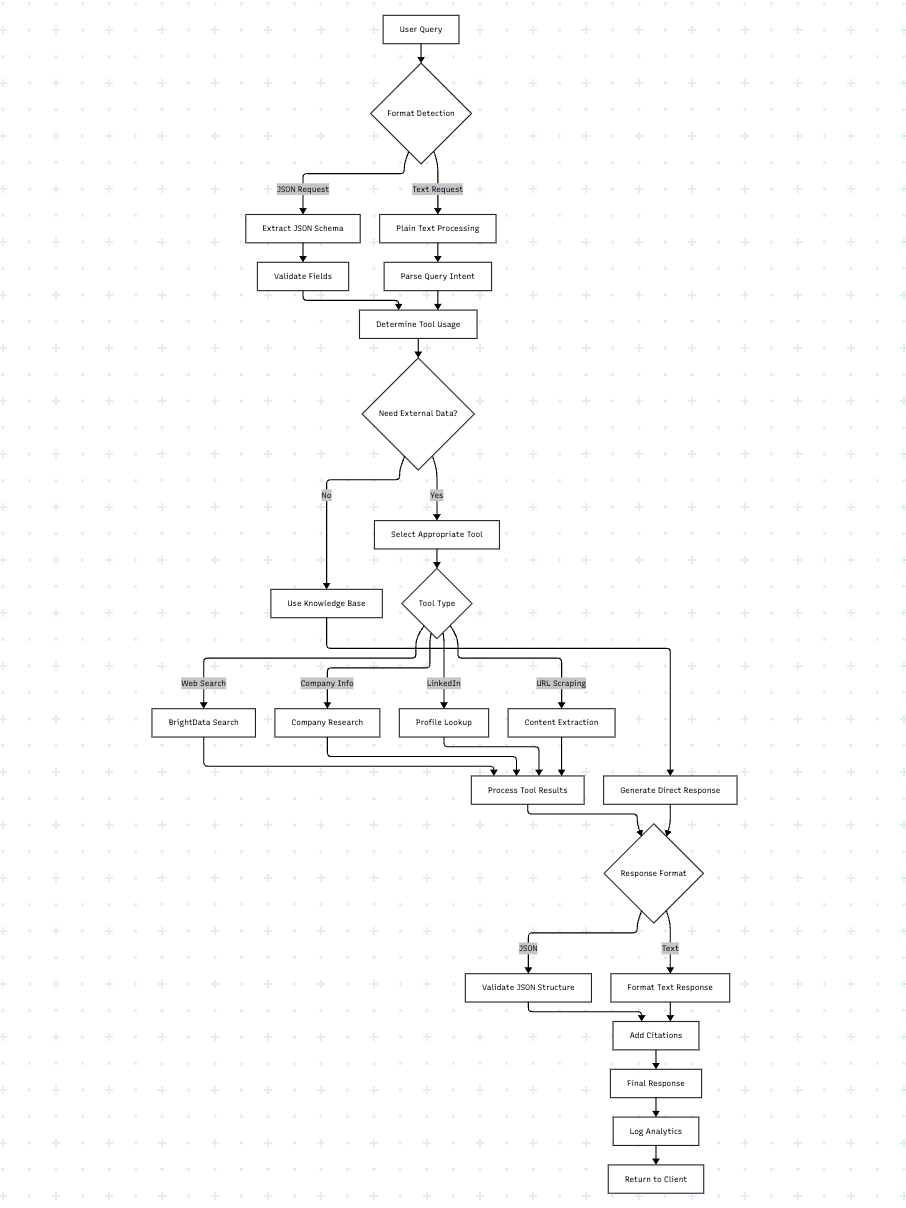 User Query
Format Detection
JSON Request
Text Request
Extract JSON Schema
Plain Text Processing
Validate Fields
Parse Query Intent
Determine Tool Usage
Need External Data?
No
Yes
Select Appropriate Tool
Use Knowledge Base
Tool Type
Web Search
Company Info
LinkedIn
URL Scraping
BrightData Search
Company Research
Profile Lookup
Content Extraction
Process Tool Results
Generate Direct Response
Response Format
JSON
Text
Validate JSON Structure
Format Text Response
Add Citations
Final Response
Log Analytics
Return to Client